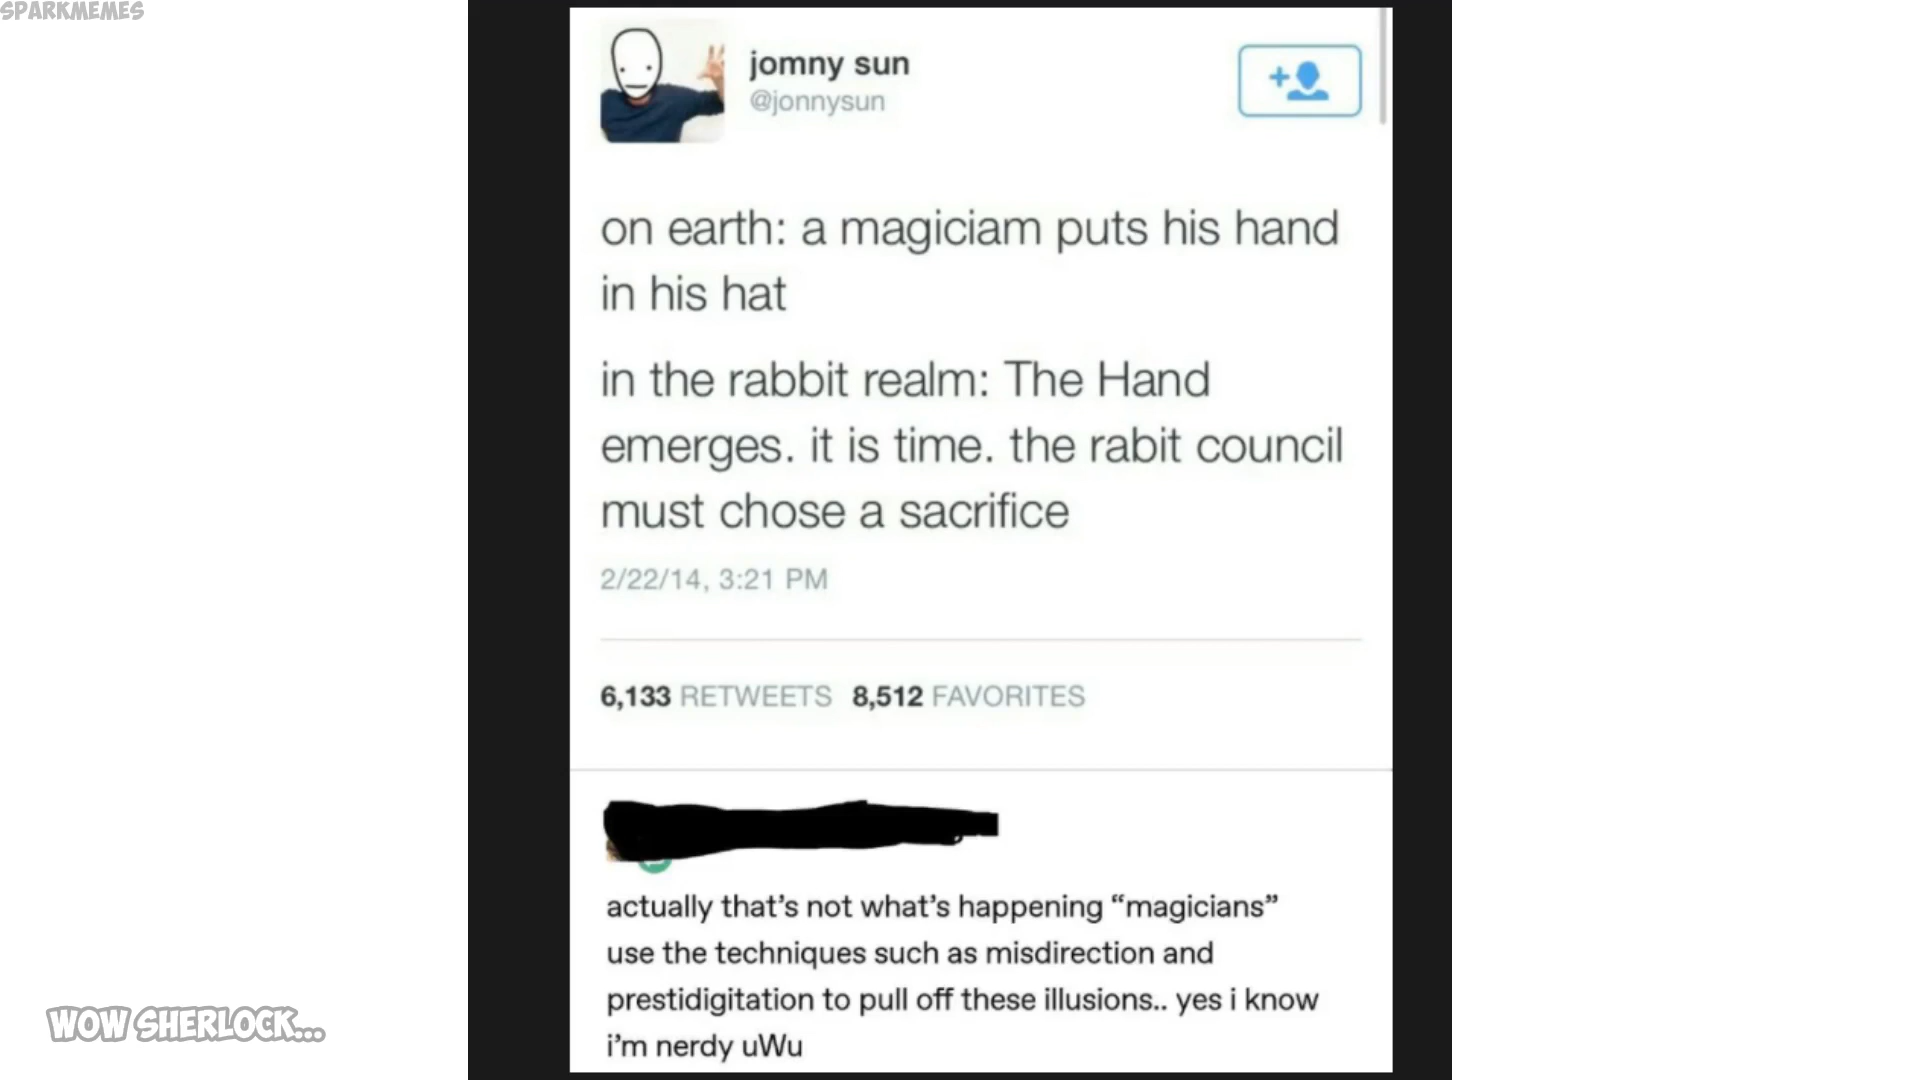 SPARKMEMES
jomny sun
@jonnysun
on earth: a magiciam puts his hand
in his hat
in the rabbit realm: The Hand
emerges. it is time. the rabit council
must chose a sacrifice
2/22/14, 3:21 PM
6,133 RETWEETS 8,512 FAVORITES
actually that’s not what’s happening “magicians”
use the techniques such as misdirection and
prestidigitation to pull off these illusions.. yes i know
i’m nerdy uWu
WOW SHERLOCK...